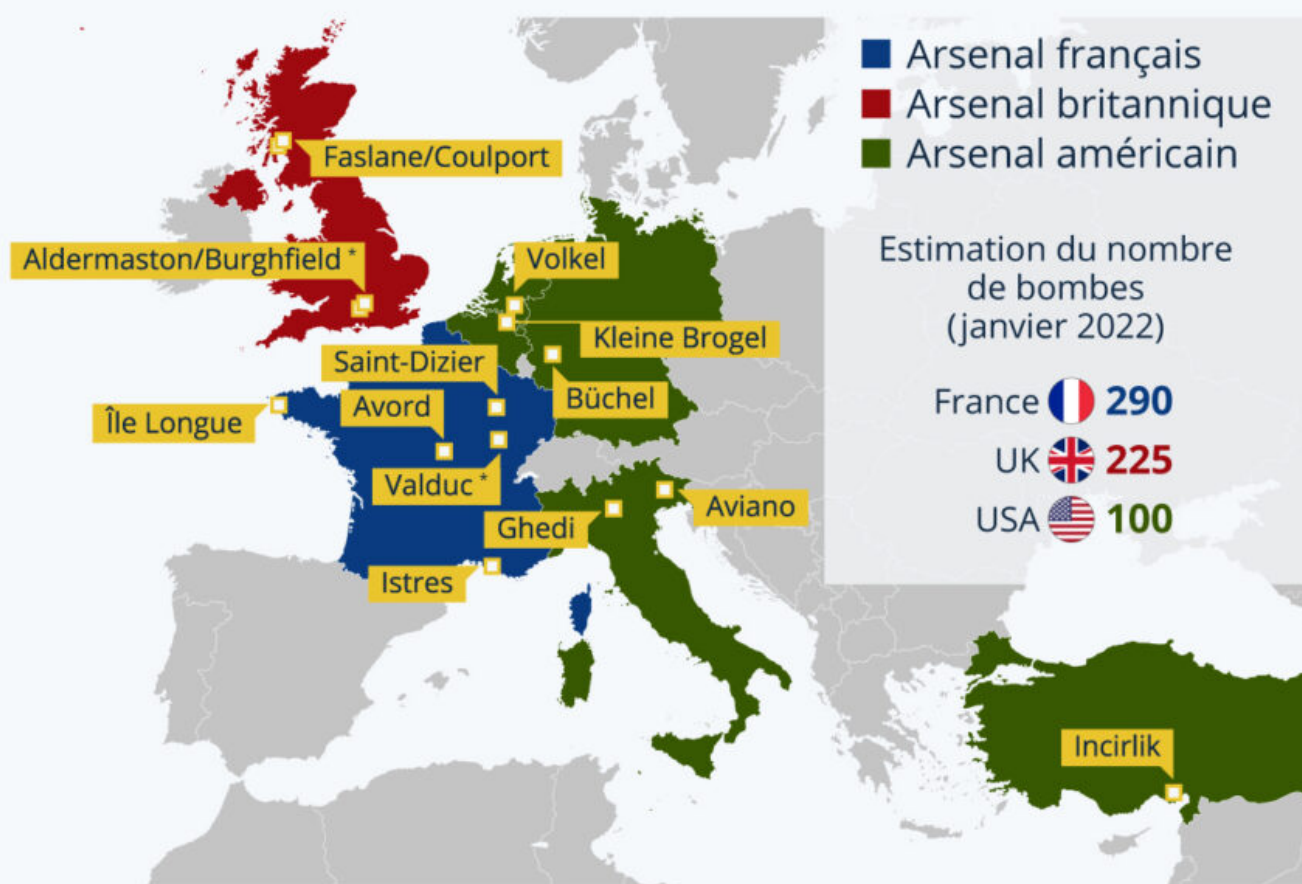 Arsenal français
Arsenal britannique
Arsenal américain
Estimation du nombre
de bombes
(janvier 2022)
France 290
UK 225
USA 100
Faslane/Coulport
Aldermaston/Burghfield *
Volkel
Kleine Brogel
Saint-Dizier
Büchel
Avord
Île Longue
Valduc *
Aviano
Ghedi
Istres
Incirlik